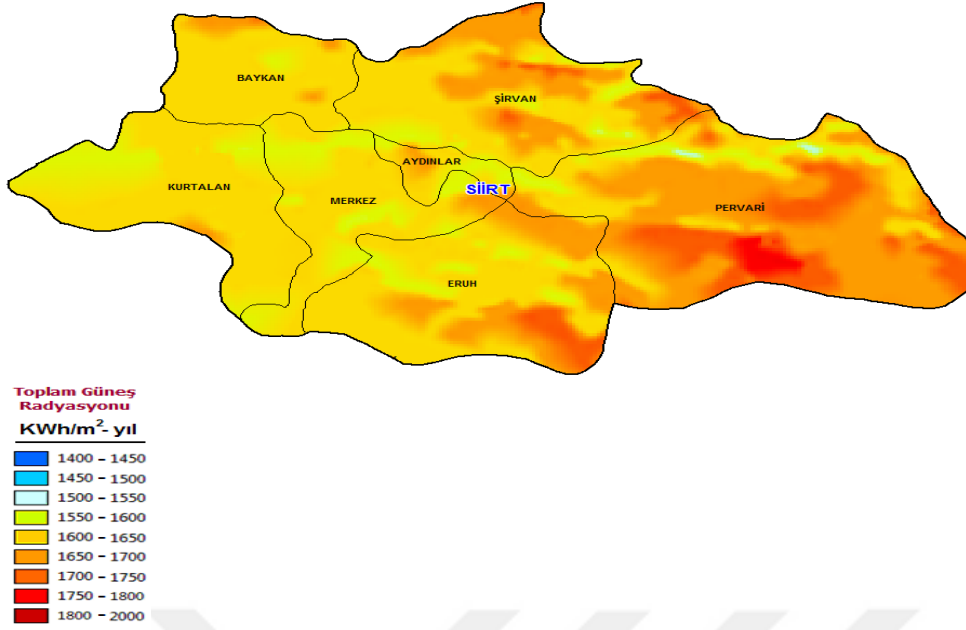 BAYKAN
ŞİRVAN
AYDINLAR
KURTALAN
MERKEZ
SİİRT
PERVARİ
ERUH
Toplam Güneş
Radyasyonu
KWh/m²- yıl
1400 – 1450
1450 – 1500
1500 – 1550
1550 – 1600
1600 – 1650
1650 – 1700
1700 – 1750
1750 – 1800
1800 – 2000